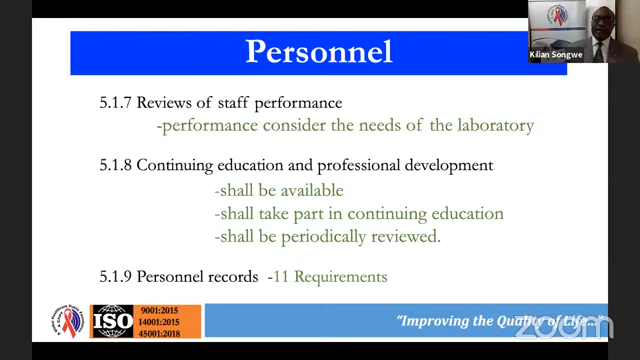 Personnel
Kilian Songwe
5.1.7 Reviews of staff performance
-performance consider the needs of the laboratory
5.1.8 Continuing education and professional development
-shall be available
-shall take part in continuing education
-shall be periodically reviewed.
5.1.9 Personnel records -11 Requirements
ISO
9001:2015
14001:2015
45001:2018
“Improving the Quality of Life...”
zoom